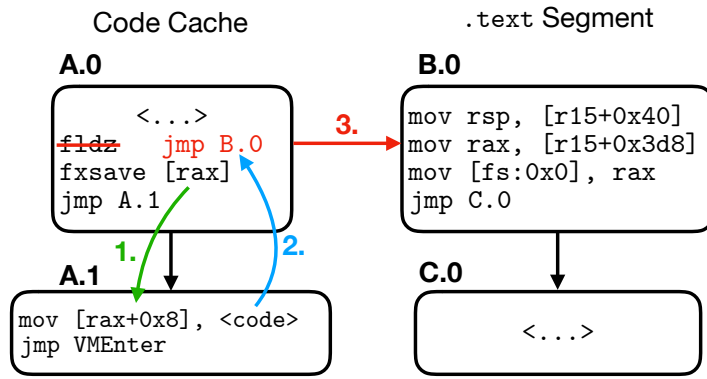 Code Cache
.text Segment
A.0
<...>
fldz jmp B.0
fxsave [rax]
jmp A.1
3.
B.0
mov rsp, [r15+0x40]
mov rax, [r15+0x3d8]
mov [fs:0x0], rax
jmp C.0
1.
2.
A.1
mov [rax+0x8], <code>
jmp VMEnter
C.0
<...>